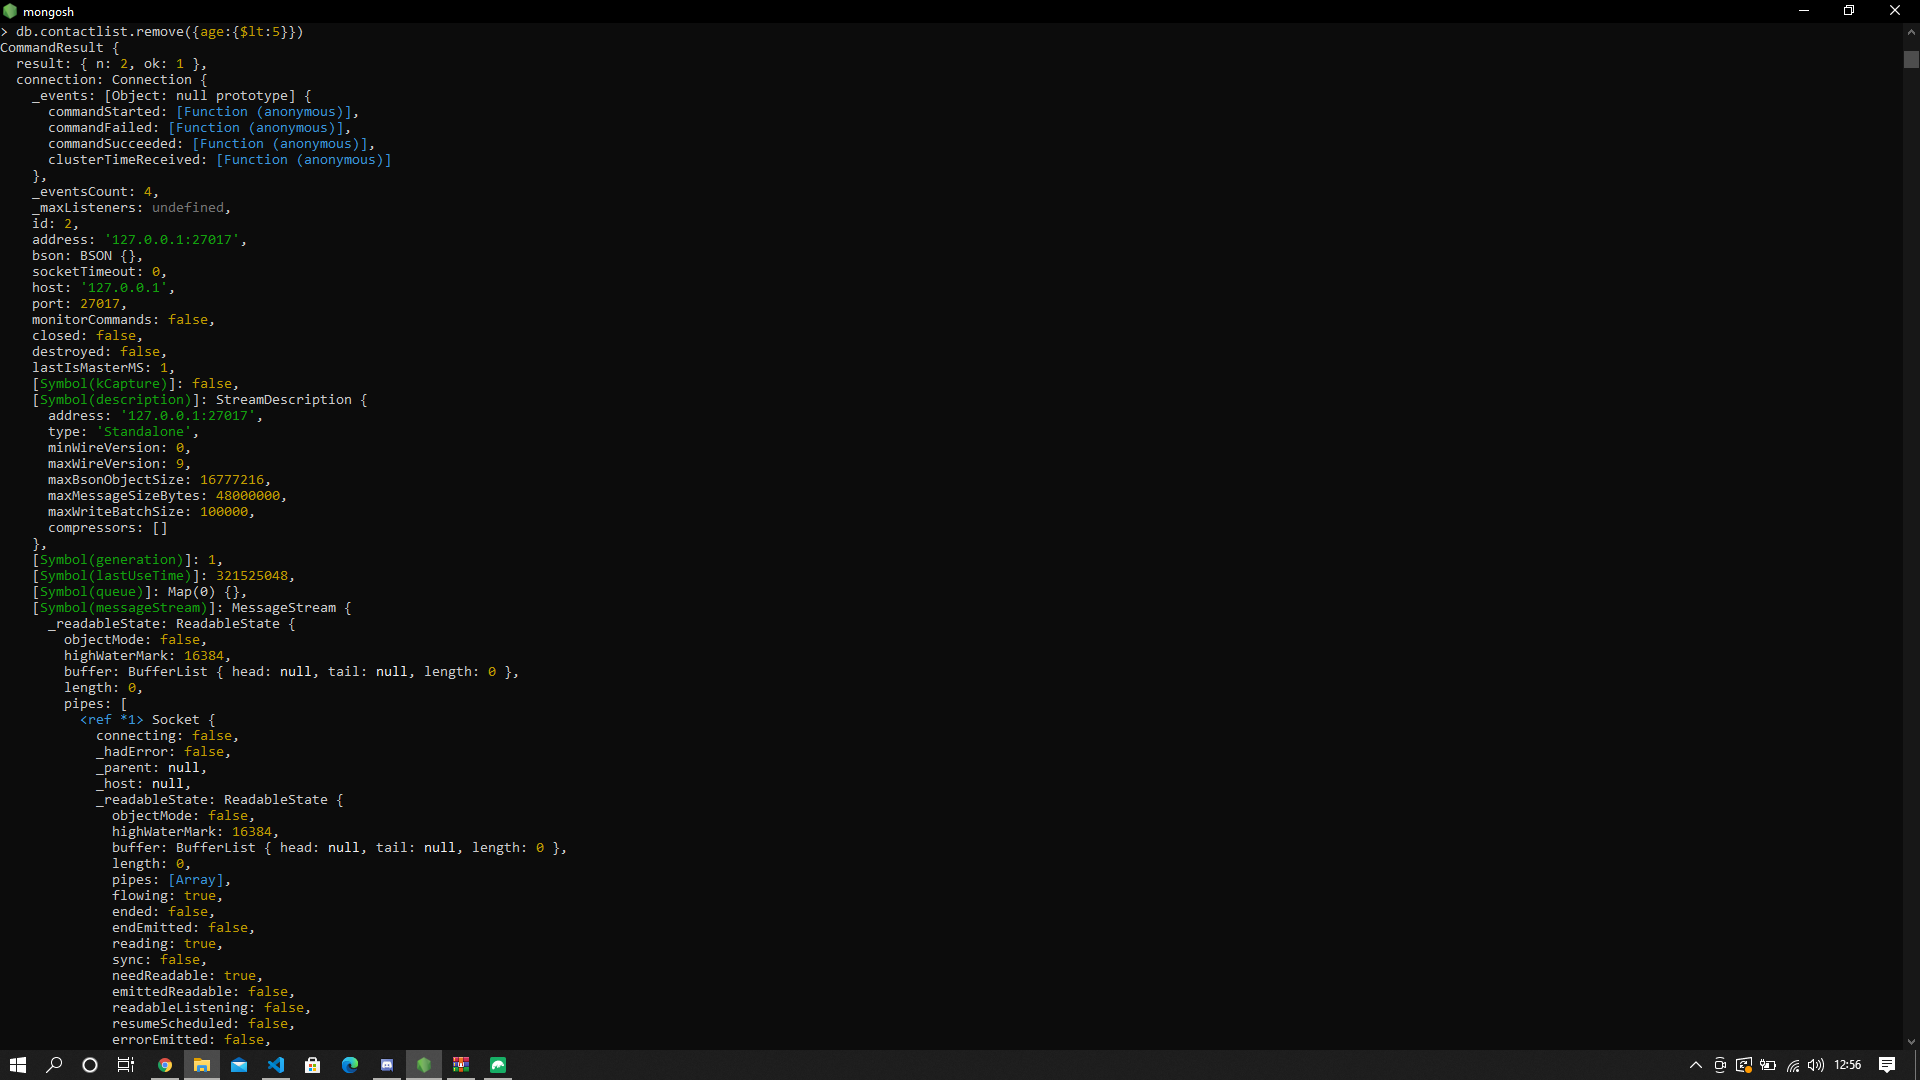 mongosh
> db.contactlist.remove({age:{$lt:5}})
CommandResult {
  result: { n: 2, ok: 1 },
  connection: Connection {
    _events: [Object: null prototype] {
      commandStarted: [Function (anonymous)],
      commandFailed: [Function (anonymous)],
      commandSucceeded: [Function (anonymous)],
      clusterTimeReceived: [Function (anonymous)]
    },
    _eventsCount: 4,
    _maxListeners: undefined,
    id: 2,
    address: '127.0.0.1:27017',
    bson: BSON {},
    socketTimeout: 0,
    host: '127.0.0.1',
    port: 27017,
    monitorCommands: false,
    closed: false,
    destroyed: false,
    lastIsMasterMS: 1,
    [Symbol(kCapture)]: false,
    [Symbol(description)]: StreamDescription {
      address: '127.0.0.1:27017',
      type: 'Standalone',
      minWireVersion: 0,
      maxWireVersion: 9,
      maxBsonObjectSize: 16777216,
      maxMessageSizeBytes: 48000000,
      maxWriteBatchSize: 100000,
      compressors: []
    },
    [Symbol(generation)]: 1,
    [Symbol(lastUseTime)]: 321525048,
    [Symbol(queue)]: Map(0) {},
    [Symbol(messageStream)]: MessageStream {
      _readableState: ReadableState {
        objectMode: false,
        highWaterMark: 16384,
        buffer: BufferList { head: null, tail: null, length: 0 },
        length: 0,
        pipes: [
          <ref *1> Socket {
            connecting: false,
            _hadError: false,
            _parent: null,
            _host: null,
            _readableState: ReadableState {
              objectMode: false,
              highWaterMark: 16384,
              buffer: BufferList { head: null, tail: null, length: 0 },
              length: 0,
              pipes: [Array],
              flowing: true,
              ended: false,
              endEmitted: false,
              reading: true,
              sync: false,
              needReadable: true,
              emittedReadable: false,
              readableListening: false,
              resumeScheduled: false,
              errorEmitted: false,
12:56